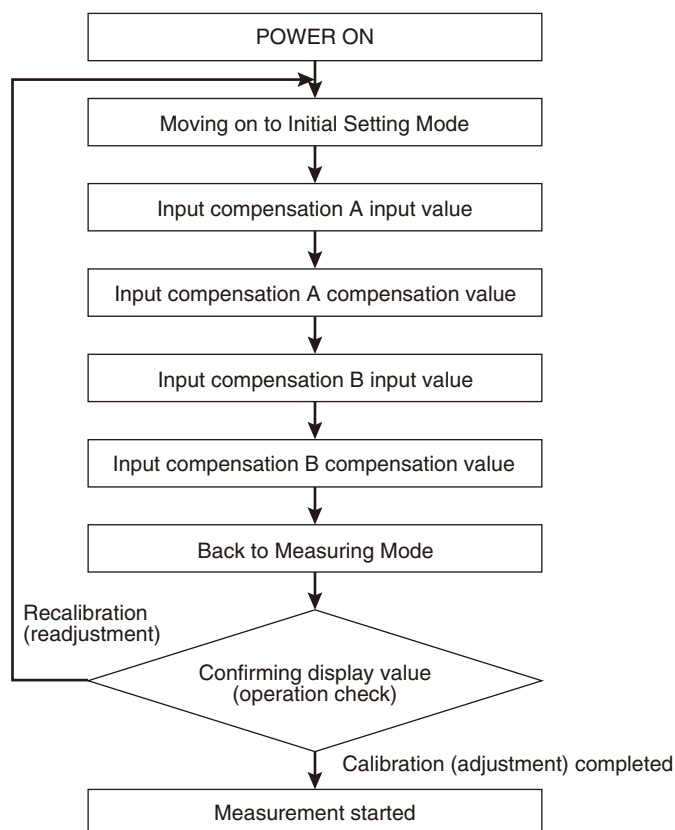 POWER ON
Moving on to Initial Setting Mode
Input compensation A input value
Input compensation A compensation value
Input compensation B input value
Input compensation B compensation value
Back to Measuring Mode
Recalibration
(readjustment)
Confirming display value
(operation check)
Calibration (adjustment) completed
Measurement started